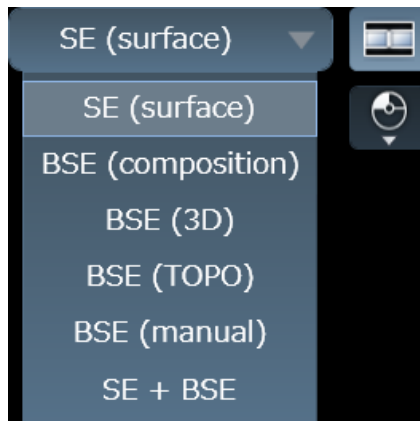 SE (surface)
SE (surface)
BSE (composition)
BSE (3D)
BSE (TOPO)
BSE (manual)
SE + BSE